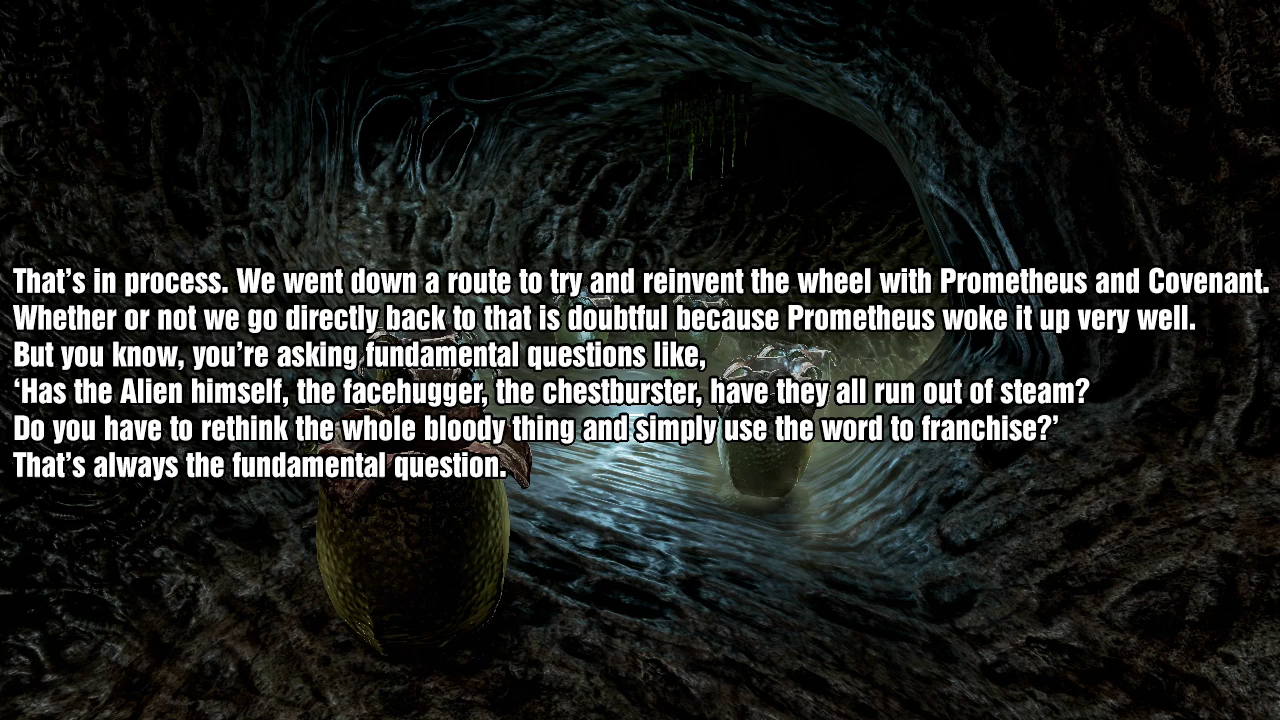 That’s in process. We went down a route to try and reinvent the wheel with Prometheus and Covenant.
Whether or not we go directly back to that is doubtful because Prometheus woke it up very well.
But you know, you’re asking fundamental questions like,
‘Has the Alien himself, the facehugger, the chestburster, have they all run out of steam?
Do you have to rethink the whole bloody thing and simply use the word to franchise?’
That’s always the fundamental question.